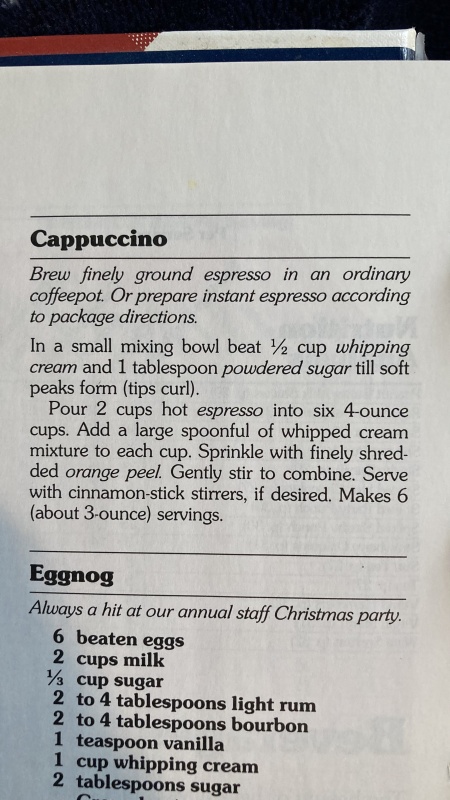 Cappuccino
Brew finely ground espresso in an ordinary
coffeepot. Or prepare instant espresso according
to package directions.
In a small mixing bowl beat ½ cup whipping
cream and 1 tablespoon powdered sugar till soft
peaks form (tips curl).
Pour 2 cups hot espresso into six 4-ounce
cups. Add a large spoonful of whipped cream
mixture to each cup. Sprinkle with finely shred-
ded orange peel. Gently stir to combine. Serve
with cinnamon-stick stirrers, if desired. Makes 6
(about 3-ounce) servings.
Eggnog
Always a hit at our annual staff Christmas party.
6 beaten eggs
2 cups milk
⅓ cup sugar
2 to 4 tablespoons light rum
2 to 4 tablespoons bourbon
1 teaspoon vanilla
1 cup whipping cream
2 tablespoons sugar